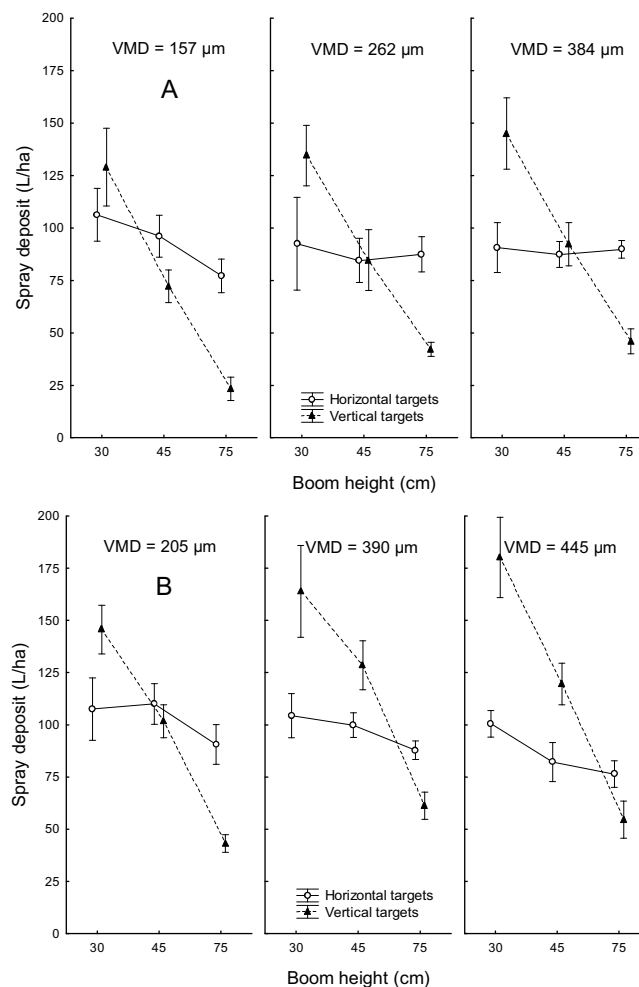 200
175
150
125
100
75
50
25
0
Spray deposit (L/ha)
VMD = 157 µm
VMD = 262 µm
VMD = 384 µm
A
Horizontal targets
Vertical targets
30 45 75
30 45 75
30 45 75
Boom height (cm)
200
175
150
125
100
75
50
25
0
Spray deposit (L/ha)
VMD = 205 µm
VMD = 390 µm
VMD = 445 µm
B
Horizontal targets
Vertical targets
30 45 75
30 45 75
30 45 75
Boom height (cm)